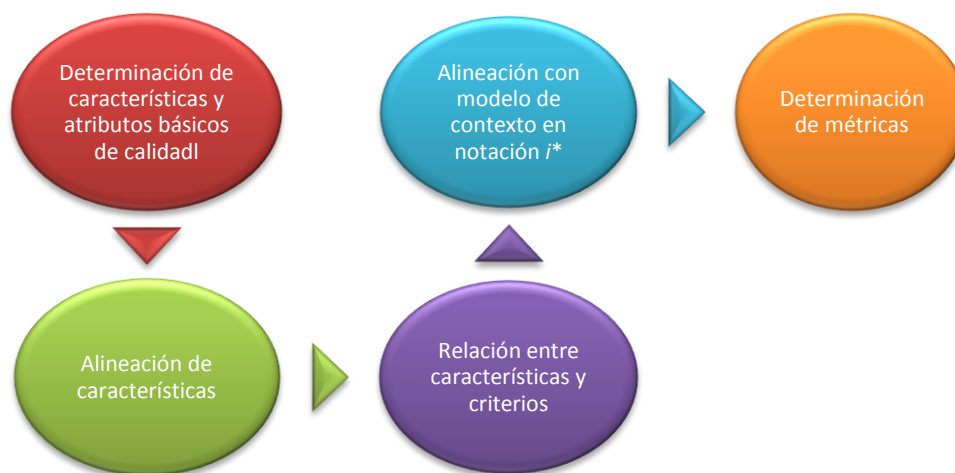 Determinación de
características y
atributos básicos
de calidadl
Alineación de
características
Relación entre
características y
criterios
Alineación con
modelo de
contexto en
notación i*
Determinación
de métricas